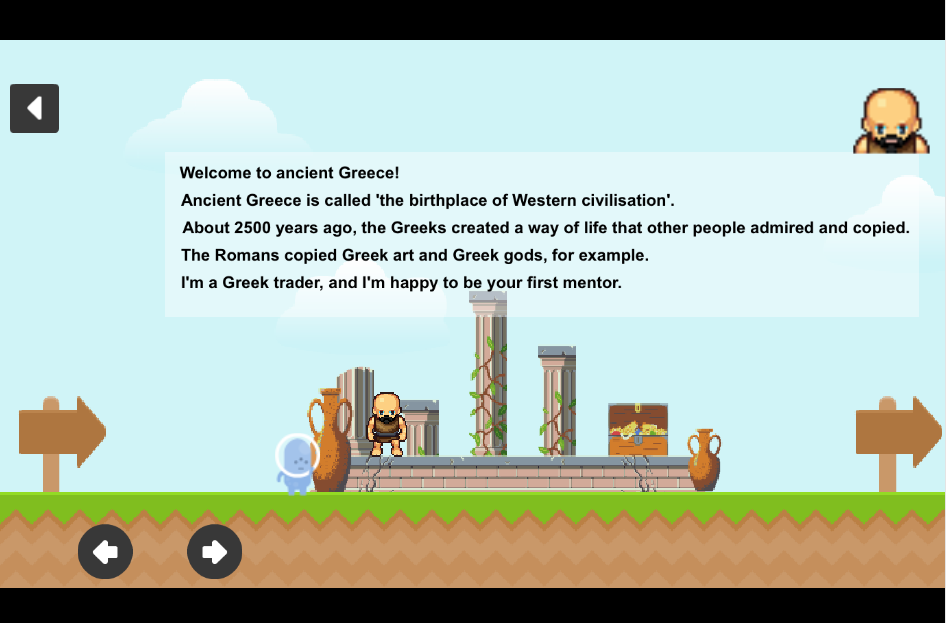 Welcome to ancient Greece!
Ancient Greece is called 'the birthplace of Western civilisation'.
About 2500 years ago, the Greeks created a way of life that other people admired and copied.
The Romans copied Greek art and Greek gods, for example.
I'm a Greek trader, and I'm happy to be your first mentor.